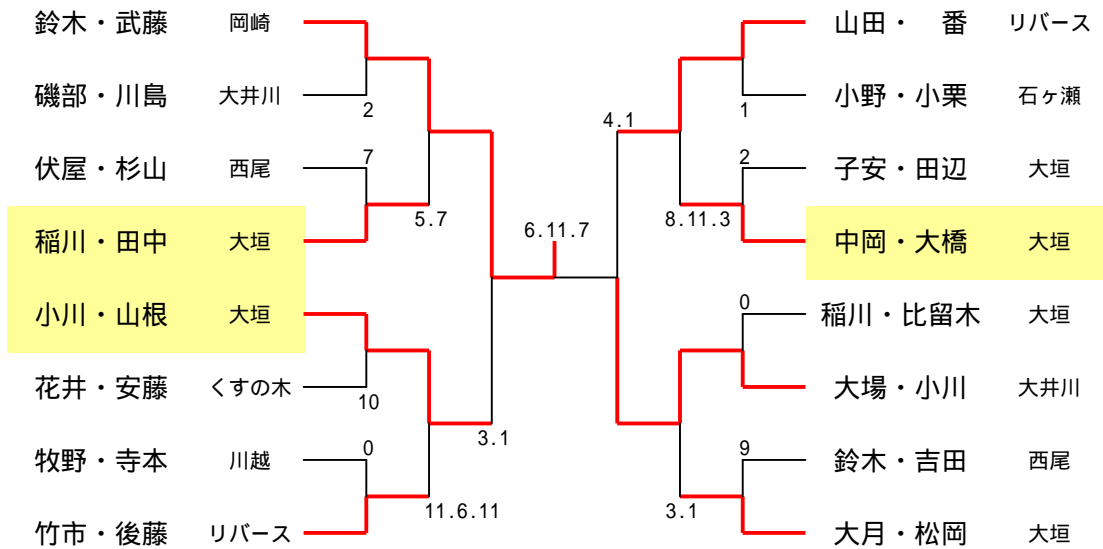 鈴木・武藤 岡崎
2
磯部・川島 大井川
伏屋・杉山 西尾
7
稲川・田中 大垣
5.7
小川・山根 大垣
花井・安藤 くすの木
10
牧野・寺本 川越
0
竹市・後藤 リバース
11.6.11
3.1
6.11.7
4.1
山田・　番 リバース
小野・小栗 石ヶ瀬
1
子安・田辺 大垣
2
8.11.3
中岡・大橋 大垣
稲川・比留木 大垣
0
大場・小川 大井川
鈴木・吉田 西尾
9
3.1
大月・松岡 大垣